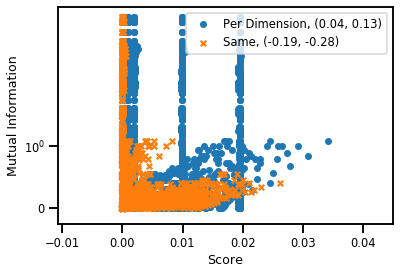 Per Dimension, (0.04, 0.13)
Same, (-0.19, -0.28)
Mutual Information
10⁰
0
−0.01 0.00 0.01 0.02 0.03 0.04
Score